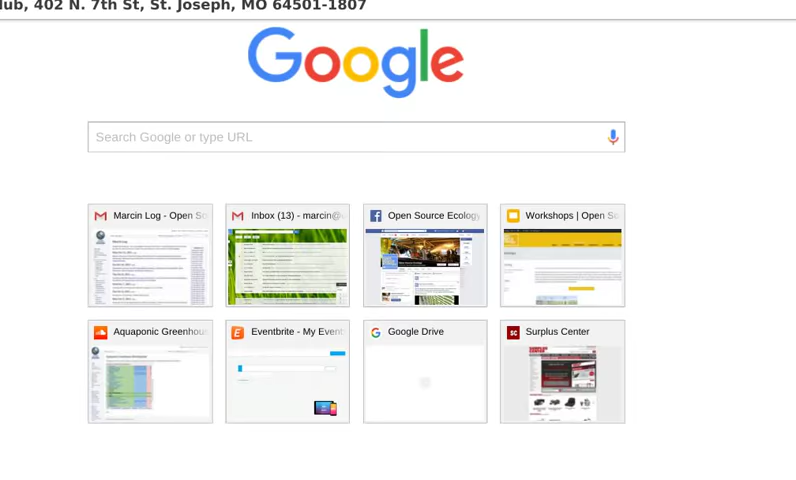 lub, 402 N. 7th St, St. Joseph, MO 64501-1807
Google
Search Google or type URL
Marcin Log - Open So
Inbox (13) - marcin@
Open Source Ecology
Workshops | Open So
Aquaponic Greenhous
Eventbrite - My Event
Google Drive
Surplus Center